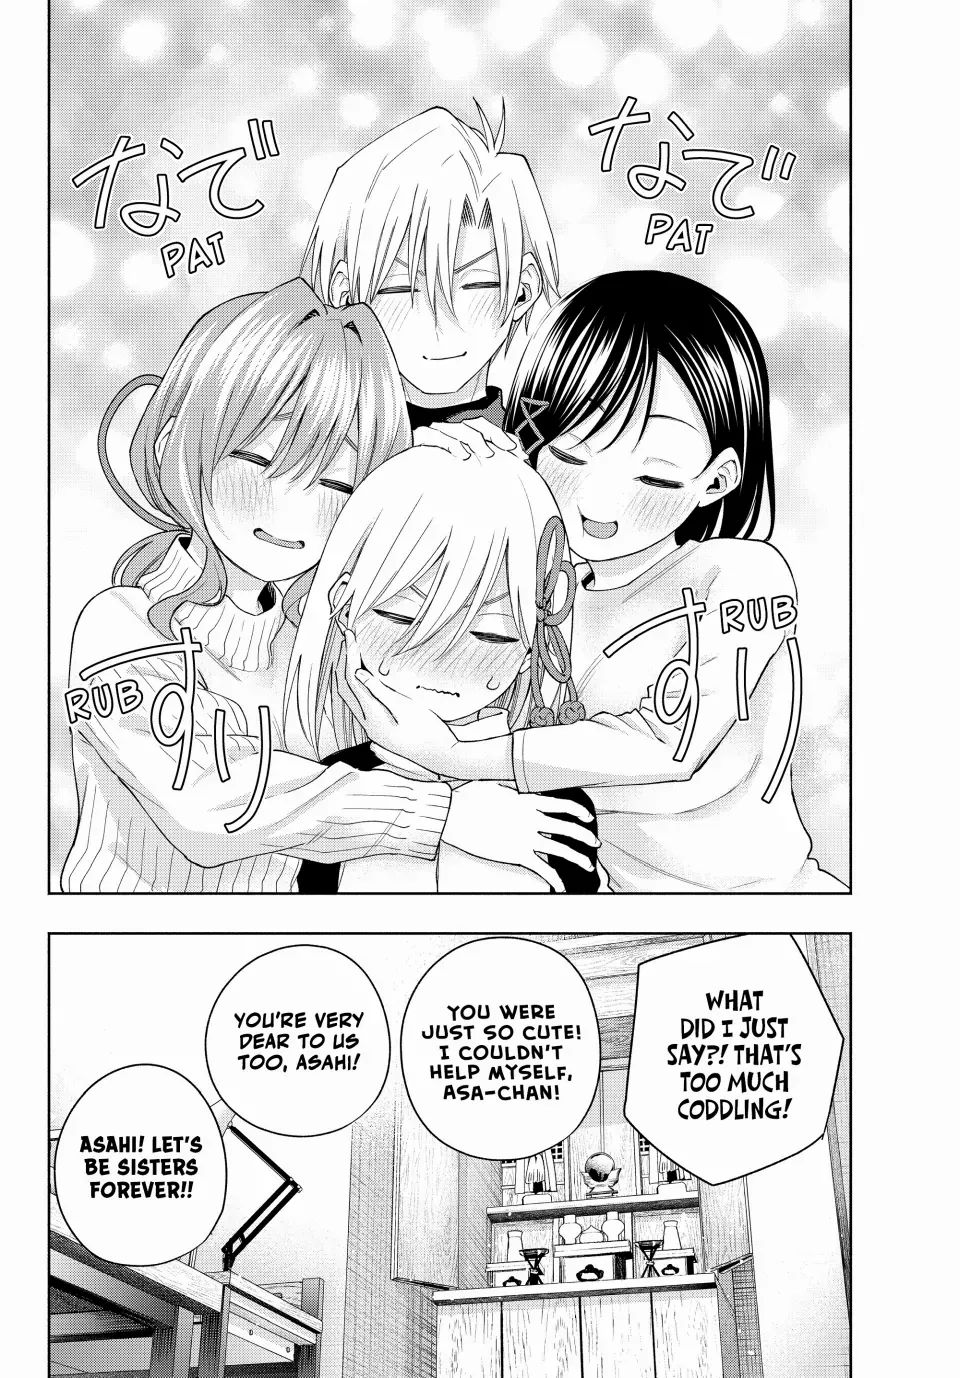 なで
PAT
なで
PAT
RUB
すり
RUB
すり
WHAT
DID I JUST
SAY?! THAT'S
TOO MUCH
CODDLING!
YOU WERE
JUST SO CUTE!
I COULDN'T
HELP MYSELF,
ASA-CHAN!
YOU'RE VERY
DEAR TO US
TOO, ASAHI!
ASAHI! LET'S
BE SISTERS
FOREVER!!